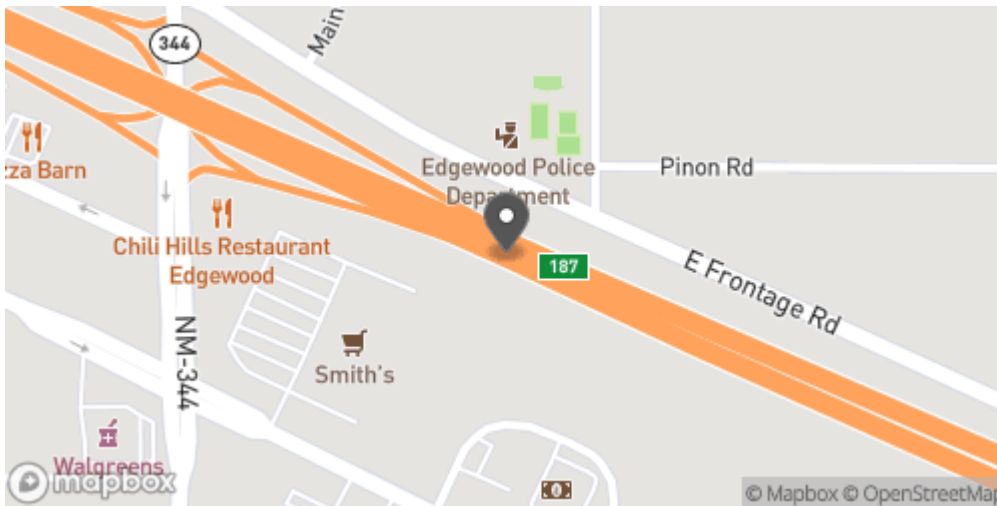 344
Main
zza Barn
Edgewood Police
Department
Pinon Rd
Chili Hills Restaurant
Edgewood
187
E Frontage Rd
NM-344
Smith's
Walgreens
mapbox
© Mapbox © OpenStreetMap